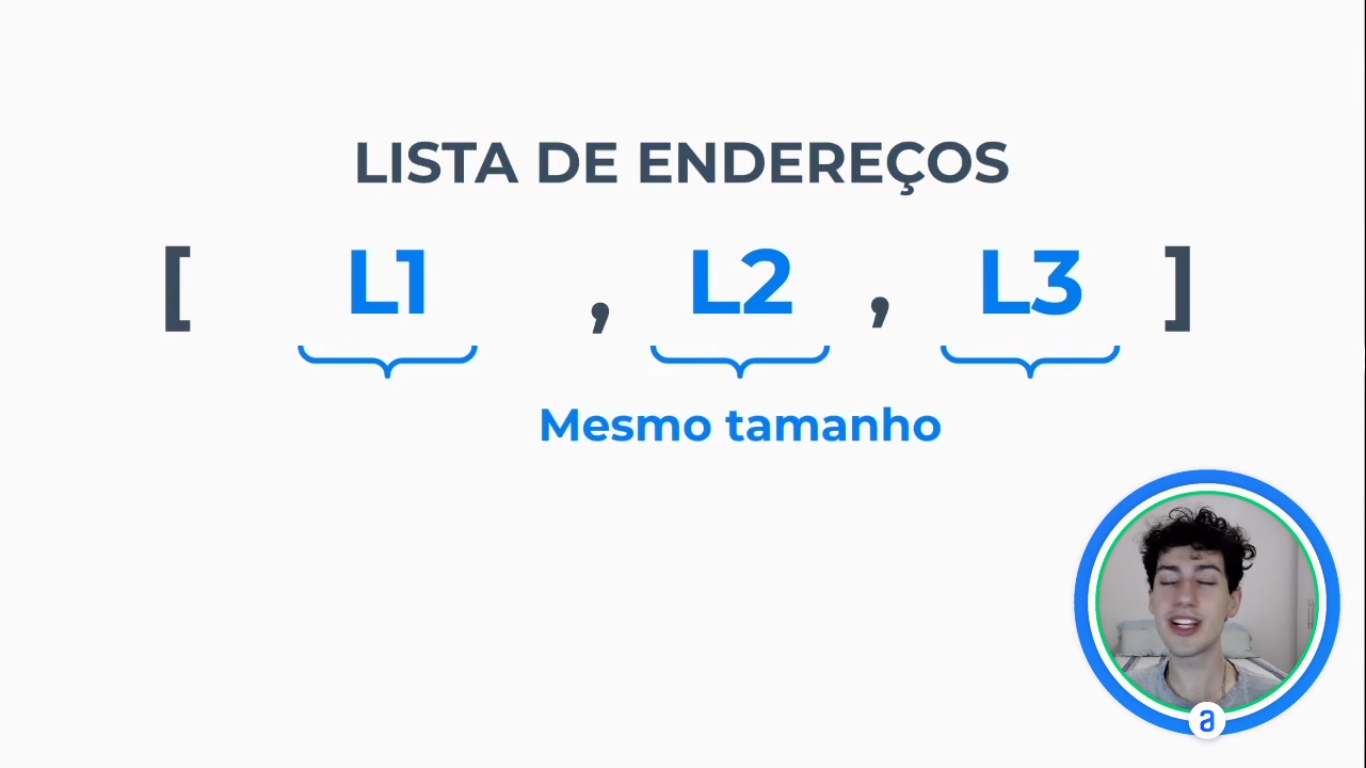 LISTA DE ENDEREÇOS
[ L1 , L2 , L3 ]
Mesmo tamanho
a